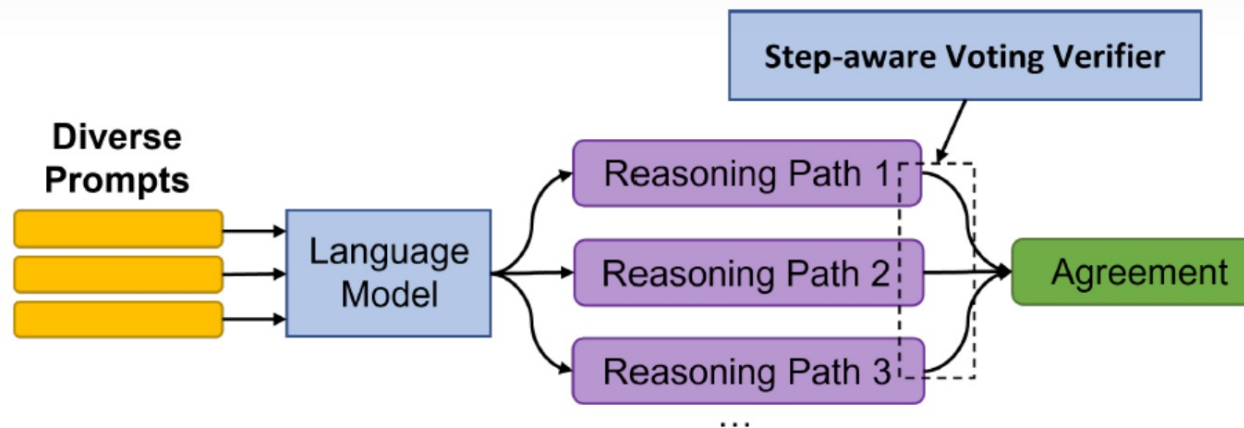 Step-aware Voting Verifier
Diverse
Prompts
Language
Model
Reasoning Path 1
Reasoning Path 2
Reasoning Path 3
...
Agreement